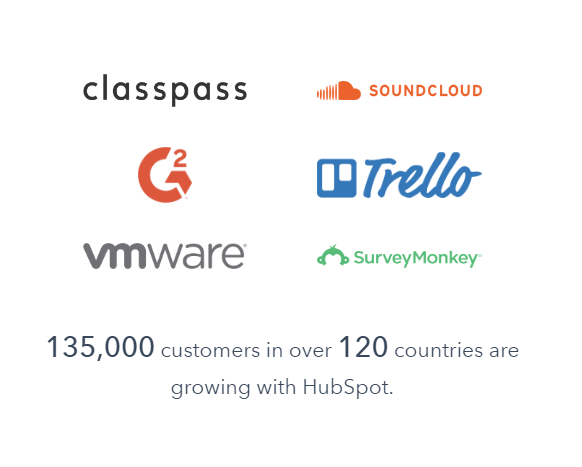 classpass
SOUNDCLOUD
G2
Trello
vmware®
SurveyMonkey®
135,000 customers in over 120 countries are
growing with HubSpot.